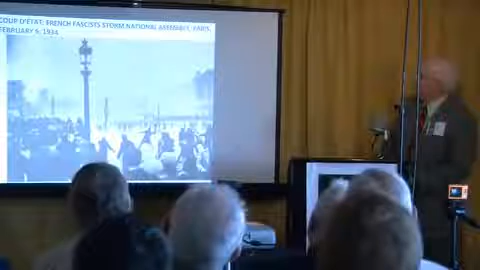 COUP D'ETAT: FRENCH FASCISTS STORM NATIONAL ASSEMBLY, PARIS,
FEBRUARY 6, 1934